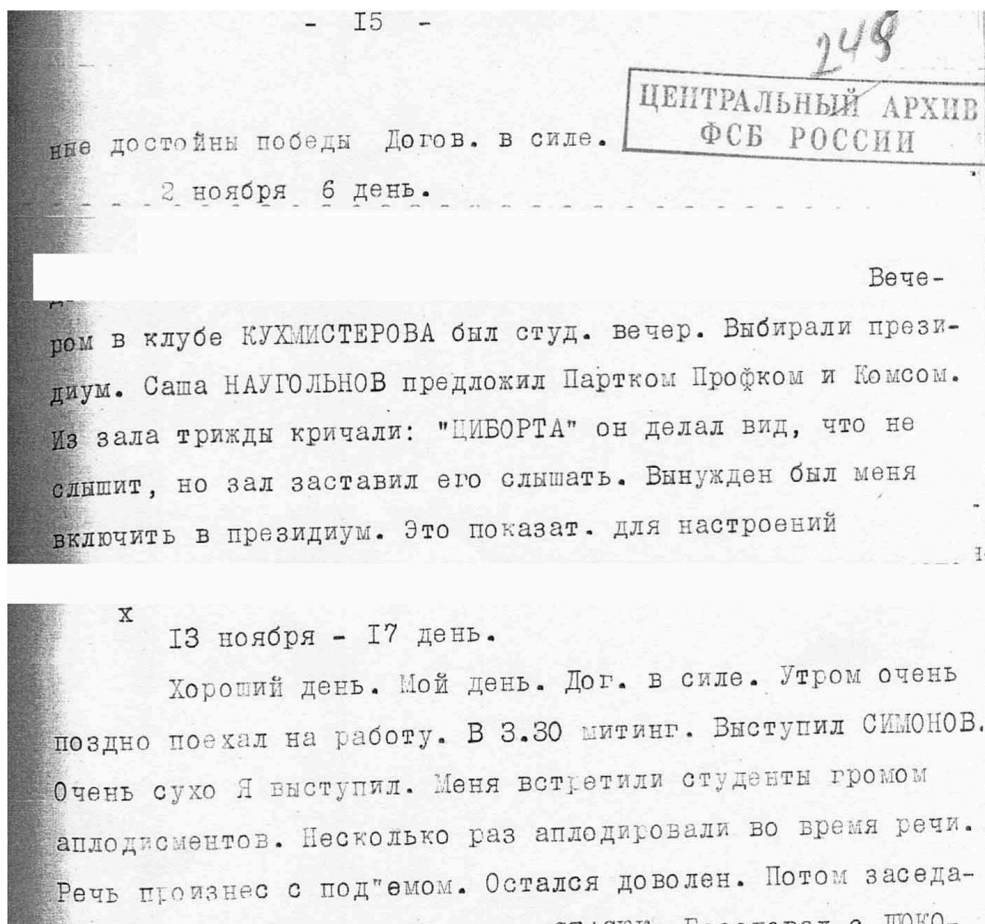 - 15 -
248
ЦЕНТРАЛЬНЫЙ АРХИВ
ФСБ РОССИИ
нне достойны победы Догов. в силе.
2 ноября 6 день.
Вече-
ром в клубе КУХМИСТЕРОВА был студ. вечер. Выбирали прези-
диум. Саша НАУГОЛЬНОВ предложил Партком Профком и Комсом.
Из зала трижды кричали: "ЦИБОРТА" он делал вид, что не
слышит, но зал заставил его слышать. Вынужден был меня
включить в президиум. Это показат. для настроений
х
13 ноября - 17 день.
Хороший день. Мой день. Дог. в силе. Утром очень
поздно поехал на работу. В 3.30 митинг. Выступил СИМОНОВ.
Очень сухо Я выступил. Меня встретили студенты громом
аплодисментов. Несколько раз аплодировали во время речи.
Речь произнес с под"емом. Остался доволен. Потом заседа-